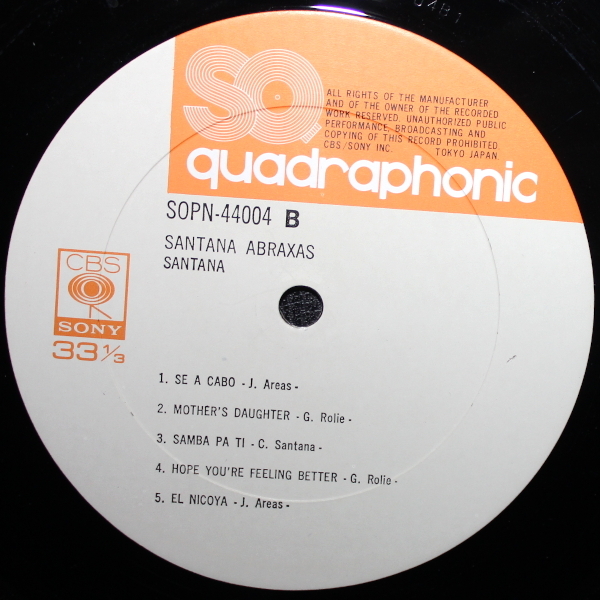 SQ
ALL RIGHTS OF THE MANUFACTURER
AND OF THE OWNER OF THE RECORDED
WORK RESERVED. UNAUTHORIZED PUBLIC
PERFORMANCE, BROADCASTING AND
COPYING OF THIS RECORD PROHIBITED
CBS/SONY INC. TOKYO JAPAN
quadraphonic
SOPN-44004 B
SANTANA ABRAXAS
SANTANA
CBS
SONY
33 1/3
1. SE A CABO - J. Areas -
2. MOTHER'S DAUGHTER - G. Rolie -
3. SAMBA PA TI - C. Santana -
4. HOPE YOU'RE FEELING BETTER - G. Rolie -
5. EL NICOYA - J. Areas -